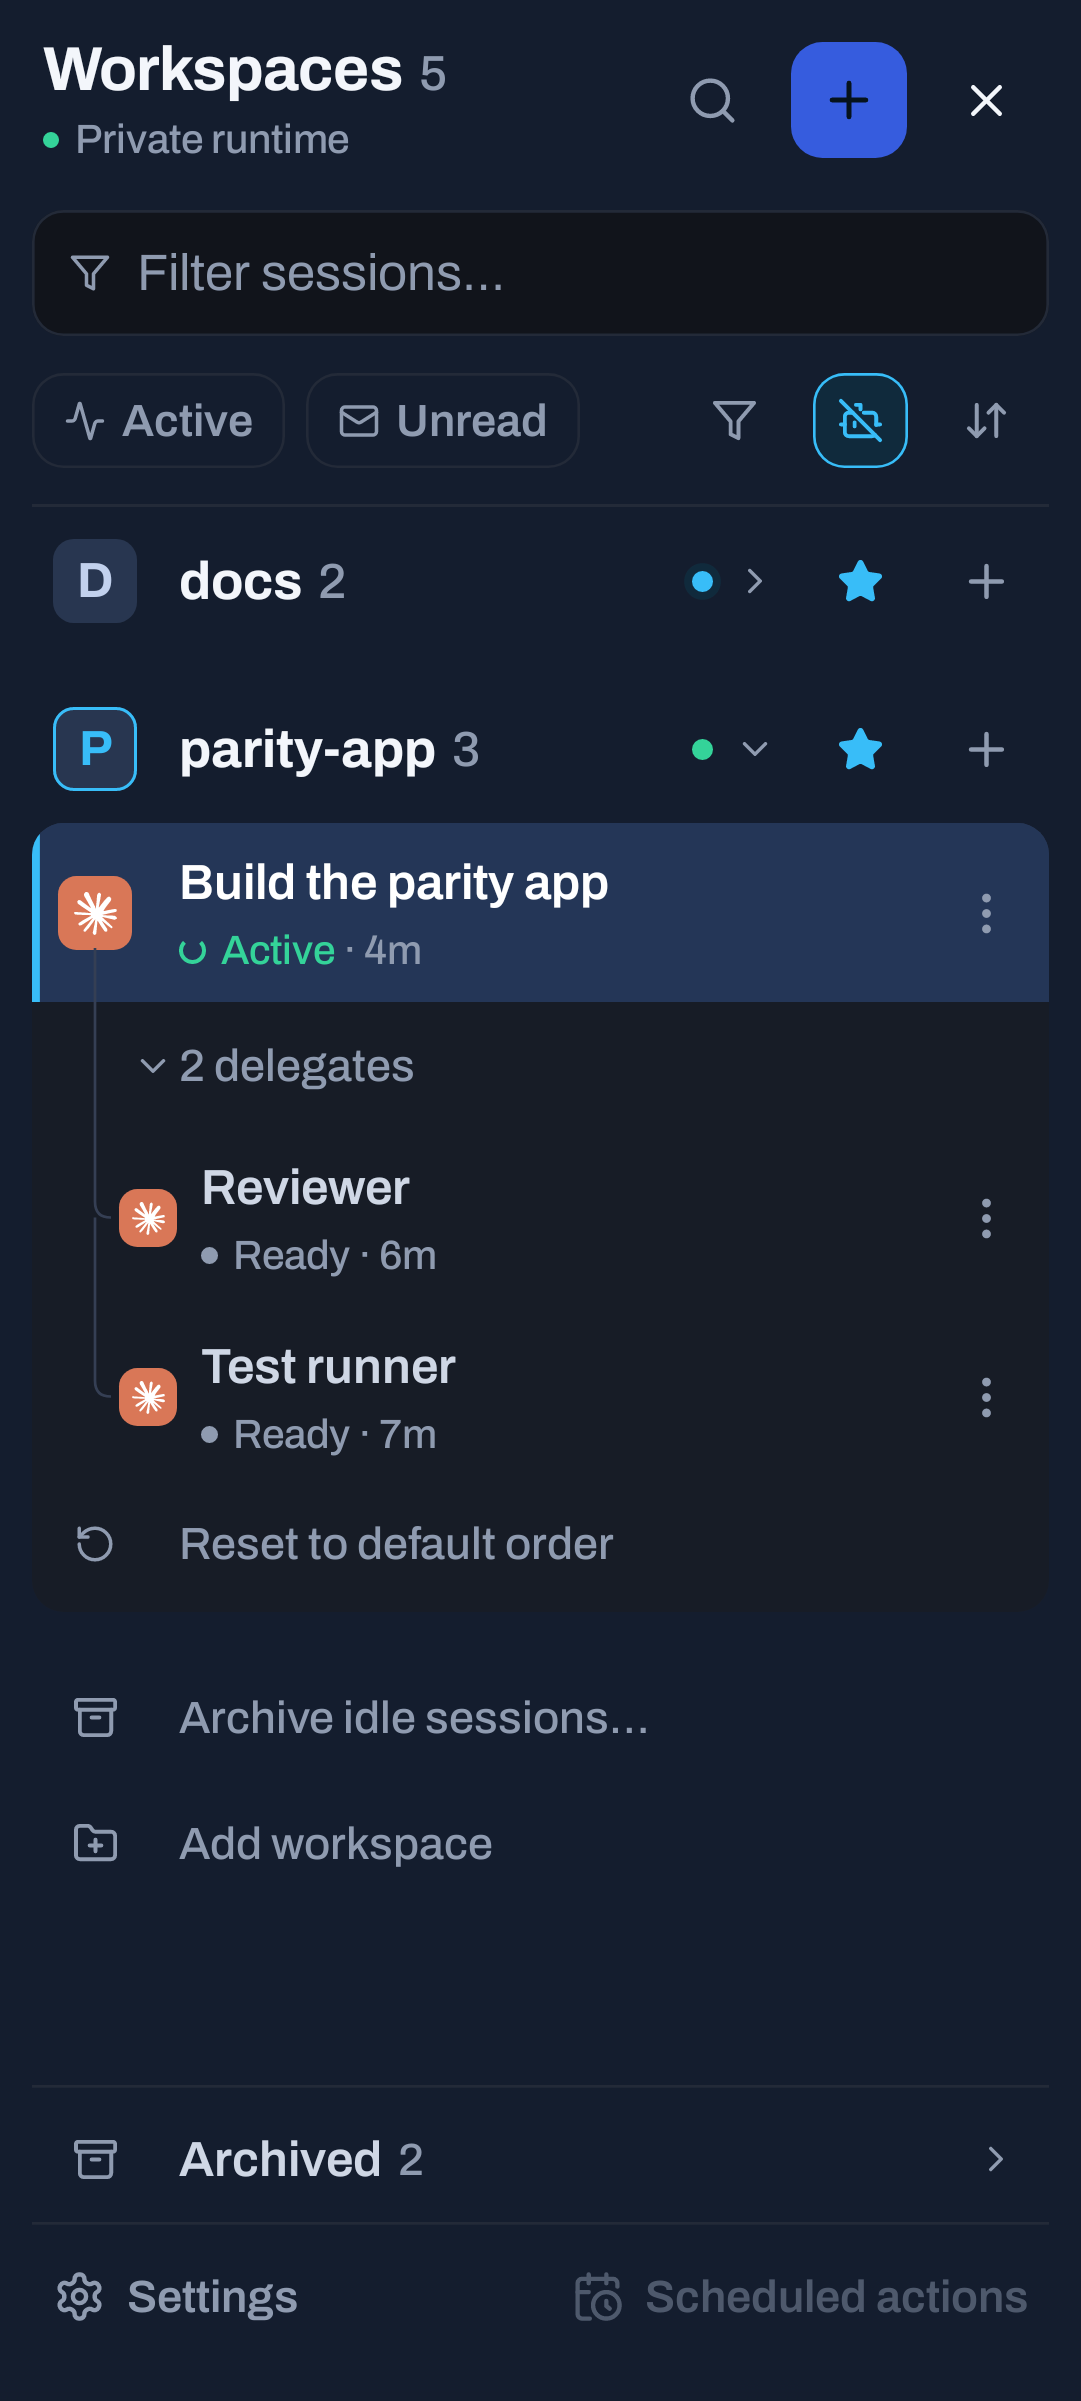 Workspaces 5
Private runtime
Filter sessions...
Active
Unread
D
docs 2
P
parity-app 3
Build the parity app
Active · 4m
2 delegates
Reviewer
Ready · 6m
Test runner
Ready · 7m
Reset to default order
Archive idle sessions...
Add workspace
Archived 2
Settings
Scheduled actions